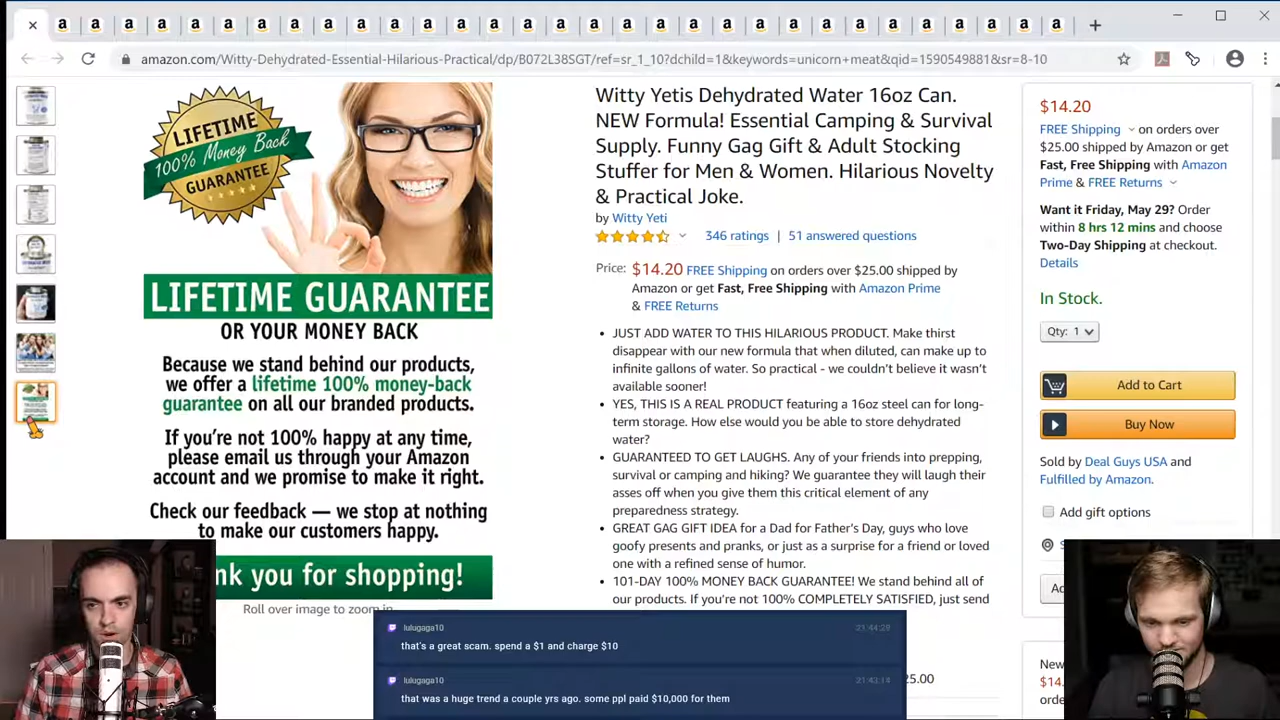 amazon.com/Witty-Dehydrated-Essential-Hilarious-Practical/dp/B072L38SGT/ref=sr_1_10?dchild=1&keywords=unicorn+meat&qid=1590549881&sr=8-10
LIFETIME
100% Money Back
GUARANTEE
LIFETIME GUARANTEE
OR YOUR MONEY BACK
Because we stand behind our products,
we offer a lifetime 100% money-back
guarantee on all our branded products.
If you're not 100% happy at any time,
please email us through your Amazon
account and we promise to make it right.
Check our feedback — we stop at nothing
to make our customers happy.
nk you for shopping!
Roll over image to zoom in
Witty Yetis Dehydrated Water 16oz Can.
NEW Formula! Essential Camping & Survival
Supply. Funny Gag Gift & Adult Stocking
Stuffer for Men & Women. Hilarious Novelty
& Practical Joke.
by Witty Yeti
346 ratings | 51 answered questions
Price: $14.20 FREE Shipping on orders over $25.00 shipped by
Amazon or get Fast, Free Shipping with Amazon Prime
& FREE Returns
• JUST ADD WATER TO THIS HILARIOUS PRODUCT. Make thirst
disappear with our new formula that when diluted, can make up to
infinite gallons of water. So practical - we couldn't believe it wasn't
available sooner!
• YES, THIS IS A REAL PRODUCT featuring a 16oz steel can for long-
term storage. How else would you be able to store dehydrated
water?
• GUARANTEED TO GET LAUGHS. Any of your friends into prepping,
survival or camping and hiking? We guarantee they will laugh their
asses off when you give them this critical element of any
preparedness strategy.
• GREAT GAG GIFT IDEA for a Dad for Father's Day, guys who love
goofy presents and pranks, or just as a surprise for a friend or loved
one with a refined sense of humor.
• 101-DAY 100% MONEY BACK GUARANTEE! We stand behind all of
our products. If you're not 100% COMPLETELY SATISFIED, just send
$14.20
FREE Shipping on orders over
$25.00 shipped by Amazon or get
Fast, Free Shipping with Amazon
Prime & FREE Returns
Want it Friday, May 29? Order
within 8 hrs 12 mins and choose
Two-Day Shipping at checkout.
Details
In Stock.
Qty: 1
Add to Cart
Buy Now
Sold by Deal Guys USA and
Fulfilled by Amazon.
Add gift options
New
$14.
orde
25.00
lulugaga10 21:44:29
that's a great scam. spend a $1 and charge $10
lulugaga10 21:43:14
that was a huge trend a couple yrs ago. some ppl paid $10,000 for them